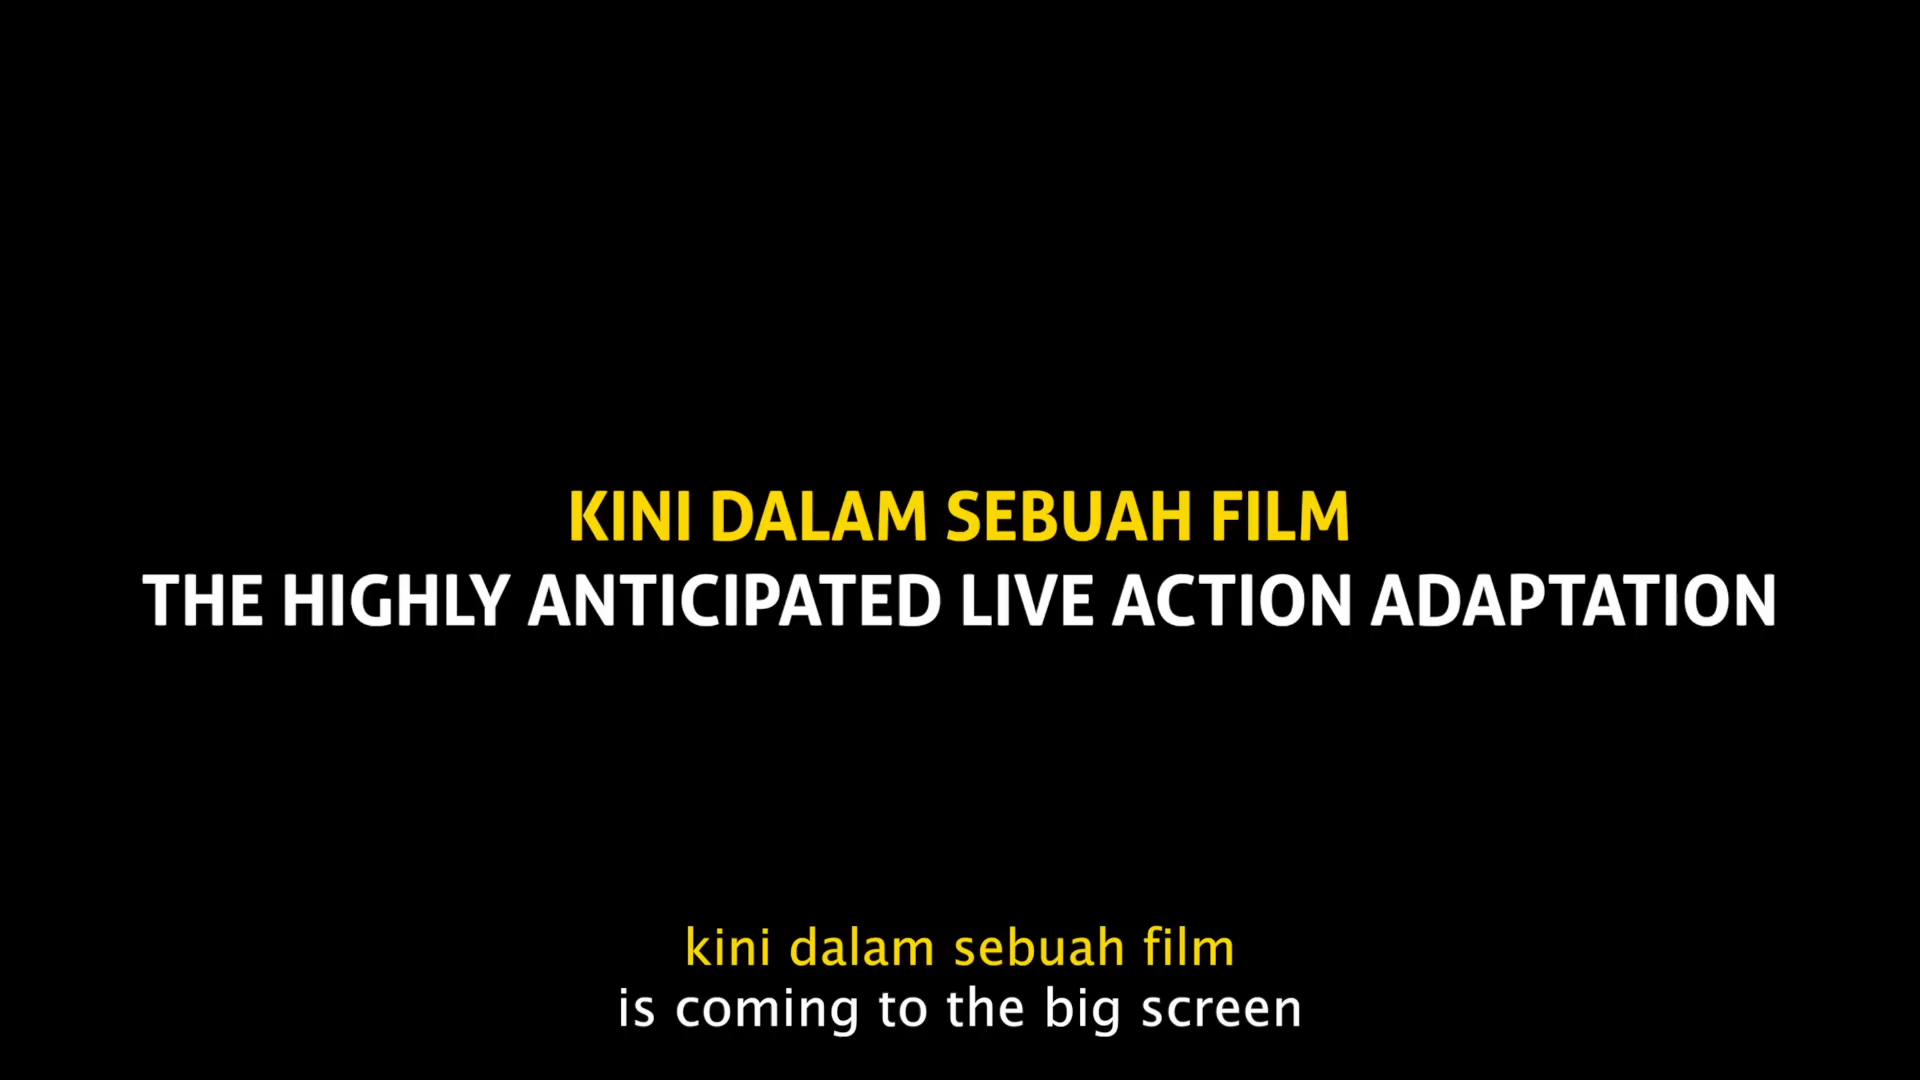 KINI DALAM SEBUAH FILM
THE HIGHLY ANTICIPATED LIVE ACTION ADAPTATION
kini dalam sebuah film
is coming to the big screen